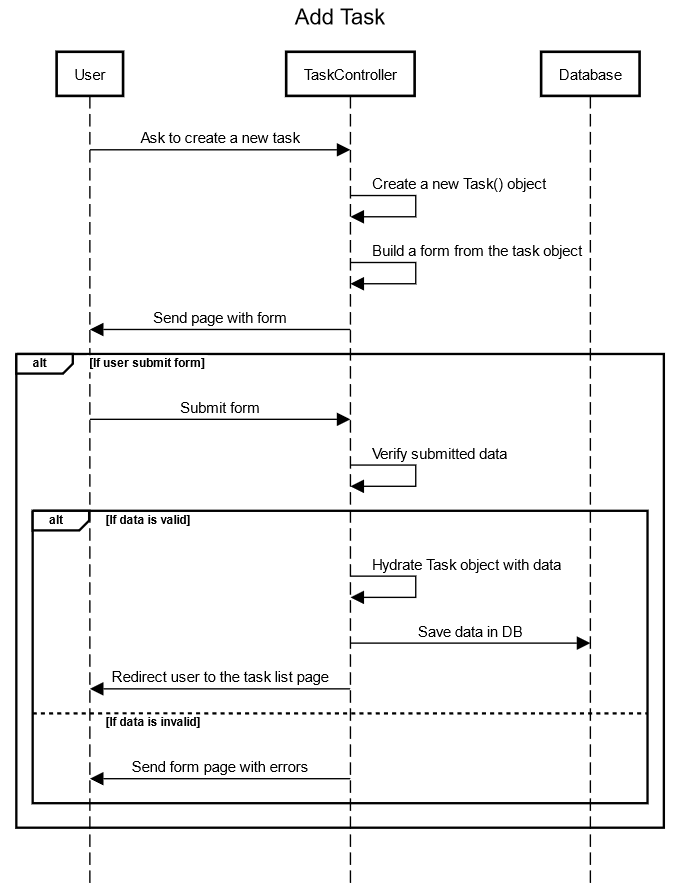 Add Task
User
TaskController
Database
Ask to create a new task
Create a new Task() object
Build a form from the task object
Send page with form
alt
[If user submit form]
Submit form
Verify submitted data
alt
[If data is valid]
Hydrate Task object with data
Save data in DB
Redirect user to the task list page
[If data is invalid]
Send form page with errors